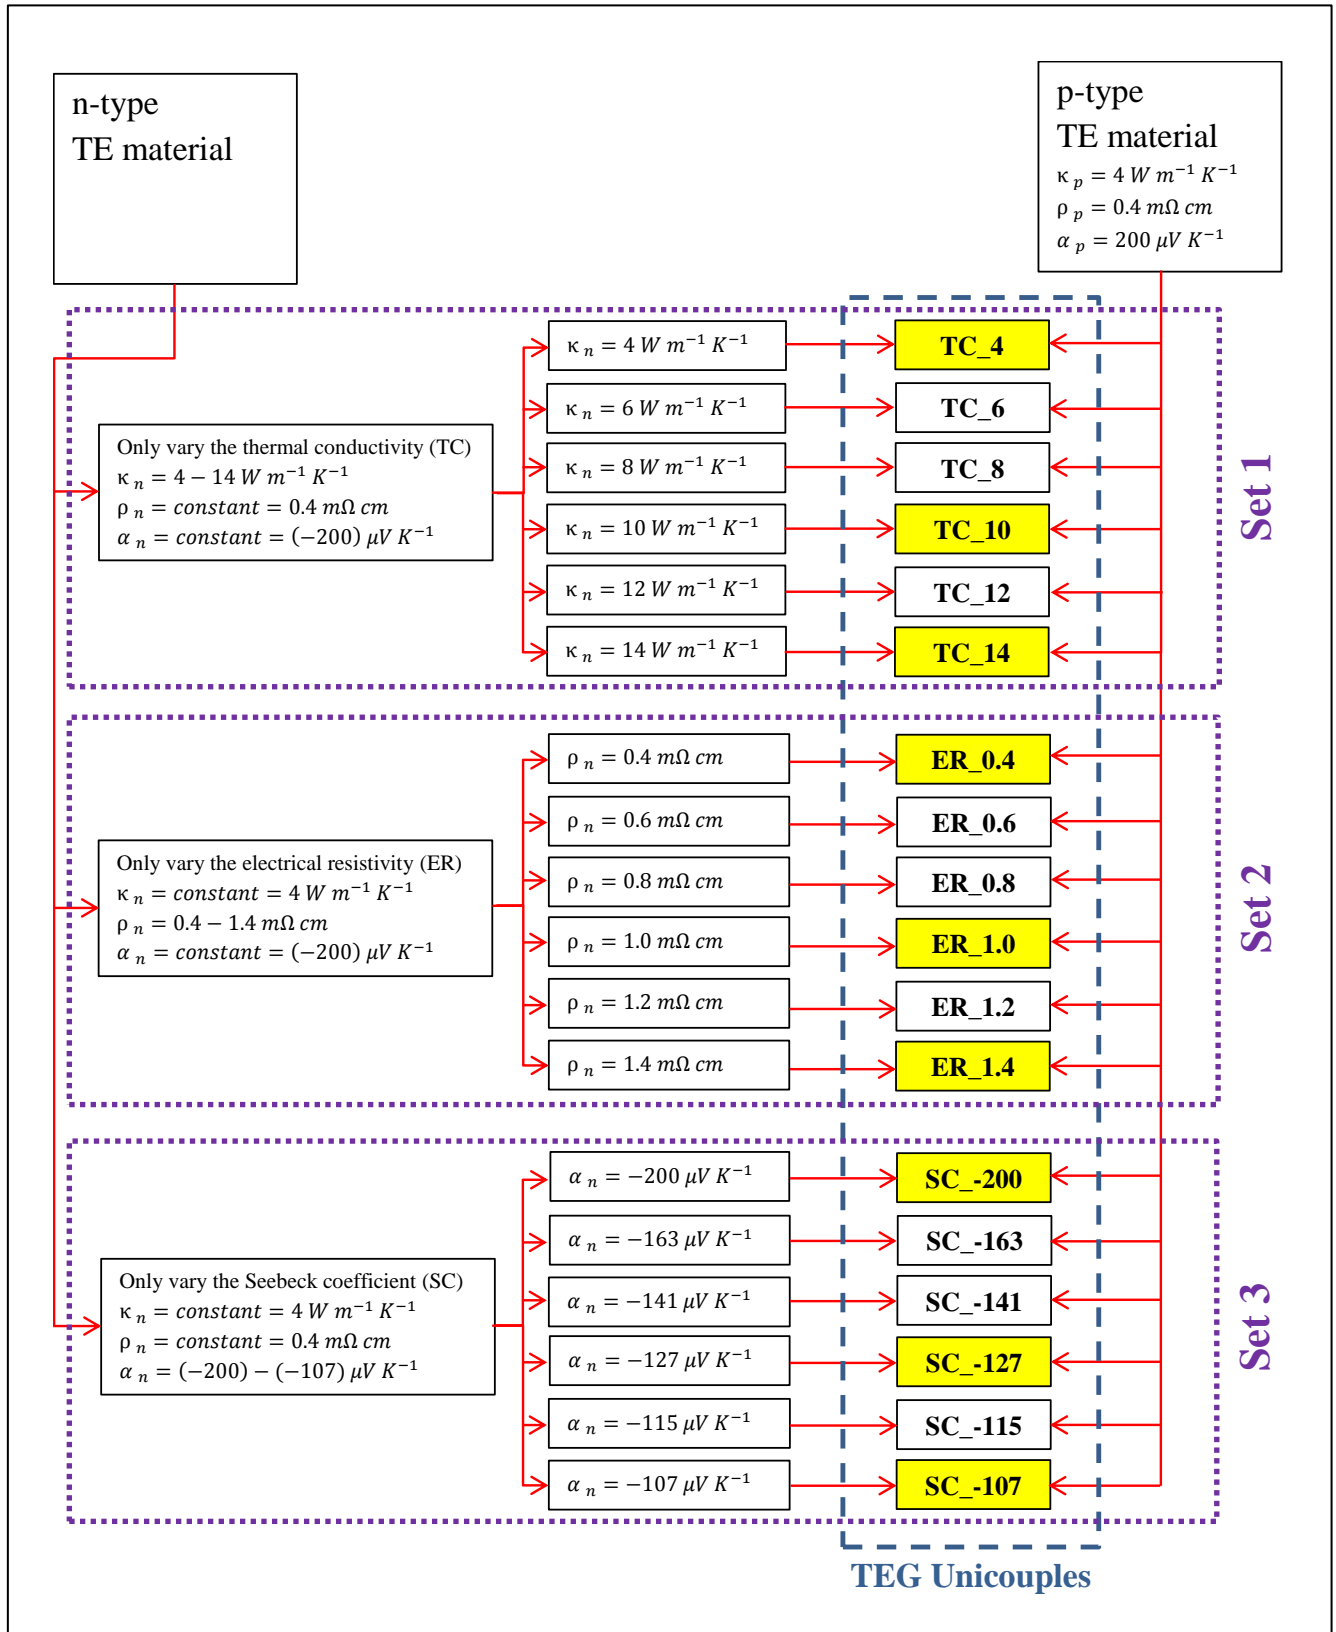 n-type
TE material
p-type
TE material
κ p = 4 W m⁻¹ K⁻¹
ρ p = 0.4 mΩ cm
α p = 200 μV K⁻¹
Only vary the thermal conductivity (TC)
κ n = 4 − 14 W m⁻¹ K⁻¹
ρ n = constant = 0.4 mΩ cm
α n = constant = (−200) μV K⁻¹
κ n = 4 W m⁻¹ K⁻¹
TC_4
κ n = 6 W m⁻¹ K⁻¹
TC_6
κ n = 8 W m⁻¹ K⁻¹
TC_8
κ n = 10 W m⁻¹ K⁻¹
TC_10
κ n = 12 W m⁻¹ K⁻¹
TC_12
κ n = 14 W m⁻¹ K⁻¹
TC_14
Set 1
Only vary the electrical resistivity (ER)
κ n = constant = 4 W m⁻¹ K⁻¹
ρ n = 0.4 − 1.4 mΩ cm
α n = constant = (−200) μV K⁻¹
ρ n = 0.4 mΩ cm
ER_0.4
ρ n = 0.6 mΩ cm
ER_0.6
ρ n = 0.8 mΩ cm
ER_0.8
ρ n = 1.0 mΩ cm
ER_1.0
ρ n = 1.2 mΩ cm
ER_1.2
ρ n = 1.4 mΩ cm
ER_1.4
Set 2
Only vary the Seebeck coefficient (SC)
κ n = constant = 4 W m⁻¹ K⁻¹
ρ n = constant = 0.4 mΩ cm
α n = (−200) − (−107) μV K⁻¹
α n = −200 μV K⁻¹
SC_-200
α n = −163 μV K⁻¹
SC_-163
α n = −141 μV K⁻¹
SC_-141
α n = −127 μV K⁻¹
SC_-127
α n = −115 μV K⁻¹
SC_-115
α n = −107 μV K⁻¹
SC_-107
Set 3
TEG Unicouples